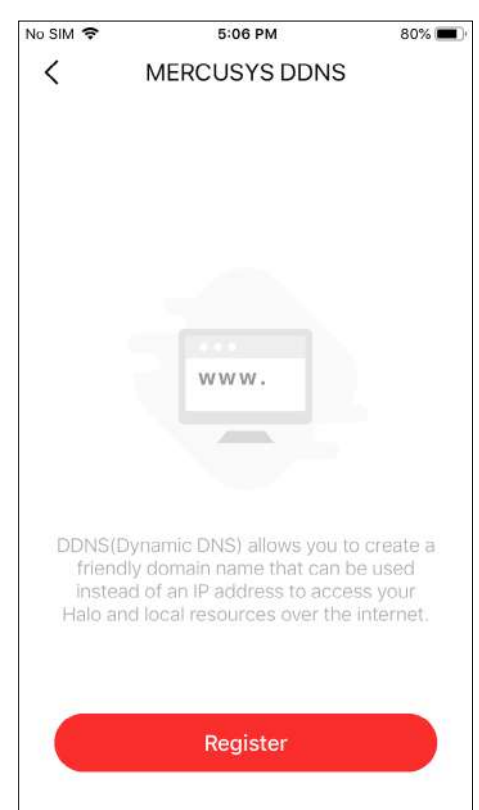 No SIM 5:06 PM 80%
MERCUSYS DDNS
www.
DDNS(Dynamic DNS) allows you to create a
friendly domain name that can be used
instead of an IP address to access your
Halo and local resources over the internet.
Register